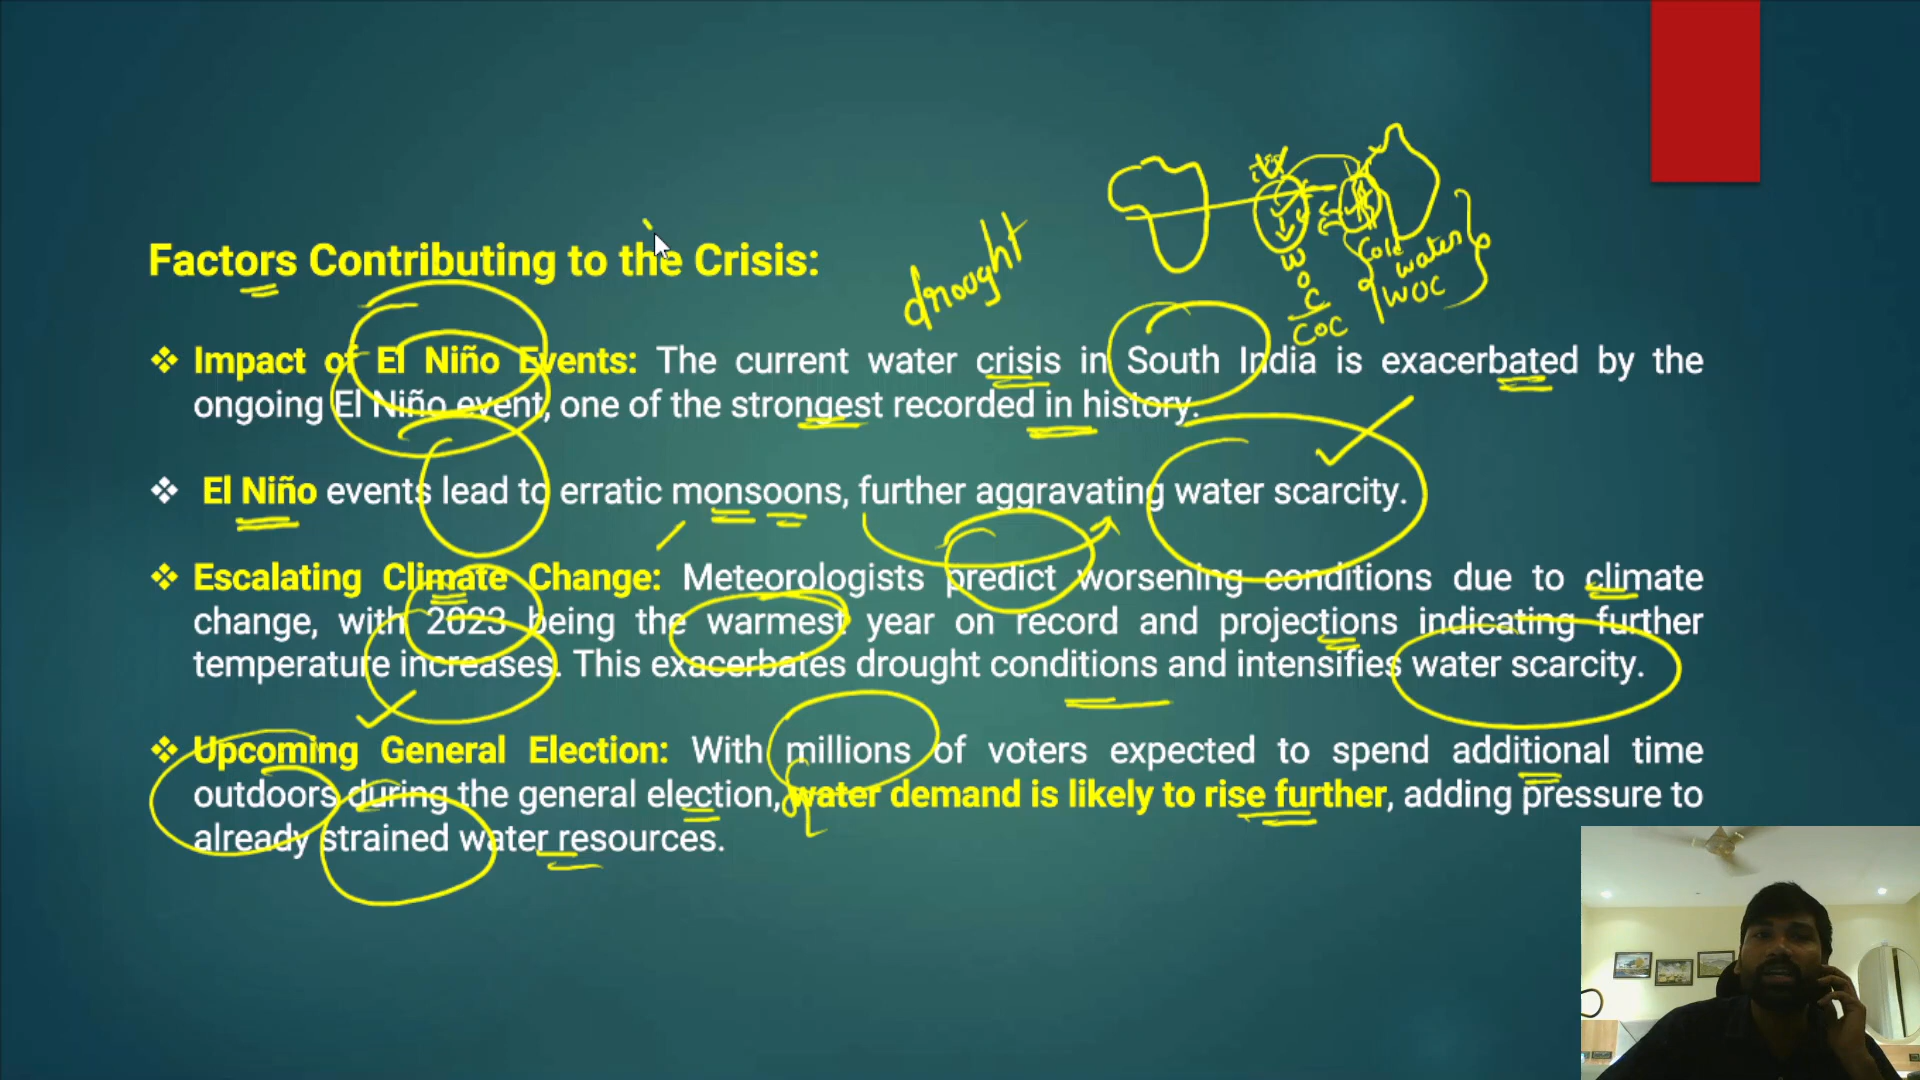 Factors Contributing to the Crisis:
drought
Cold
water
WOC
WOC
COC
❖ Impact of El Niño Events: The current water crisis in South India is exacerbated by the
ongoing El Niño event, one of the strongest recorded in history.
❖ El Niño events lead to erratic monsoons, further aggravating water scarcity.
❖ Escalating Climate Change: Meteorologists predict worsening conditions due to climate
change, with 2023 being the warmest year on record and projections indicating further
temperature increases. This exacerbates drought conditions and intensifies water scarcity.
❖ Upcoming General Election: With millions of voters expected to spend additional time
outdoors during the general election, water demand is likely to rise further, adding pressure to
already strained water resources.